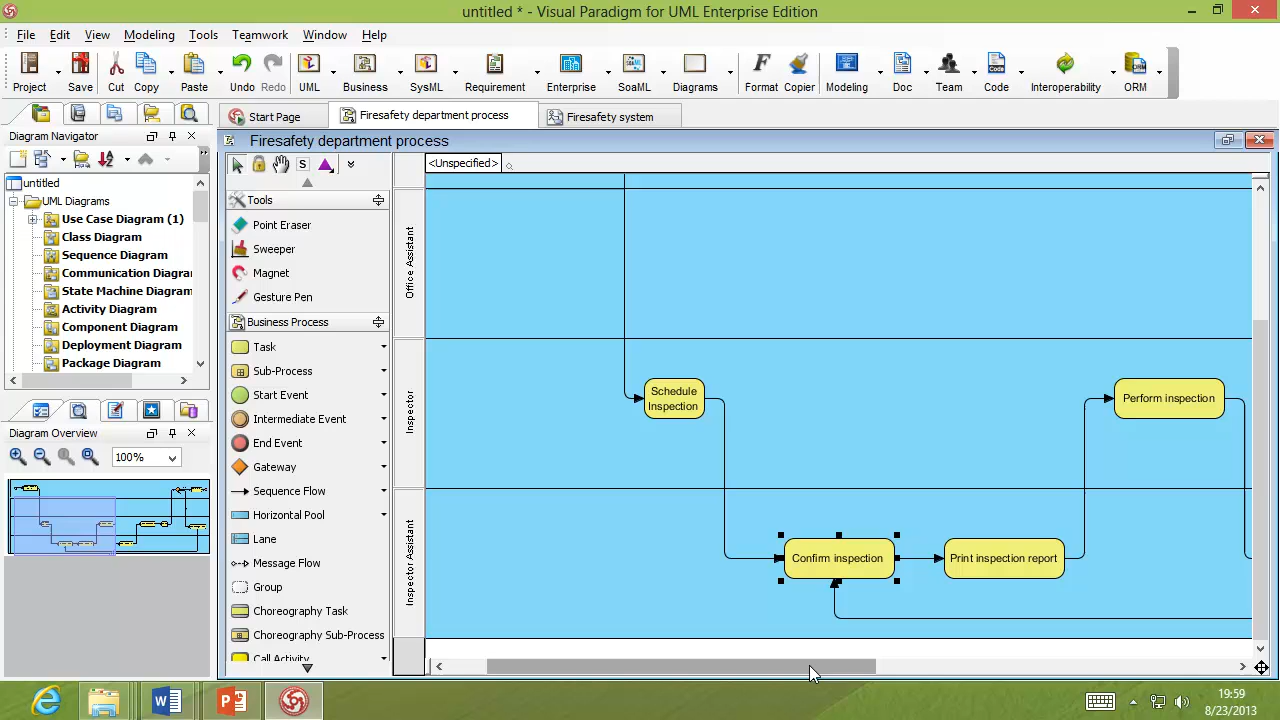 untitled * - Visual Paradigm for UML Enterprise Edition
File Edit View Modeling Tools Teamwork Window Help
Project Save Cut Copy Paste Undo Redo UML Business SysML Requirement Enterprise SoaML Diagrams Format Copier Modeling Doc Team Code Interoperability ORM
Start Page Firesafety department process Firesafety system
Diagram Navigator
Firesafety department process
<Unspecified>
S
untitled
UML Diagrams
Use Case Diagram (1)
Class Diagram
Sequence Diagram
Communication Diagra
State Machine Diagram
Activity Diagram
Component Diagram
Deployment Diagram
Package Diagram
Diagram Overview
100%
Tools
Point Eraser
Sweeper
Magnet
Gesture Pen
Business Process
Task
Sub-Process
Start Event
Intermediate Event
End Event
Gateway
Sequence Flow
Horizontal Pool
Lane
Message Flow
Group
Choreography Task
Choreography Sub-Process
Call Activity
Office Assistant
Inspector
Inspector Assistant
Schedule
Inspection
Perform inspection
Confirm inspection
Print inspection report
19:59
8/23/2013